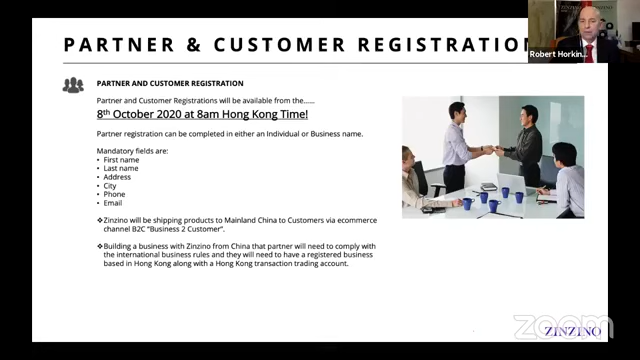 PARTNER & CUSTOMER REGISTRATION
Robert Horkin...
PARTNER AND CUSTOMER REGISTRATION
Partner and Customer Registrations will be available from the......
8th October 2020 at 8am Hong Kong Time!
Partner registration can be completed in either an Individual or Business name.
Mandatory fields are:
• First name
• Last name
• Address
• City
• Phone
• Email
❖Zinzino will be shipping products to Mainland China to Customers via ecommerce
channel B2C “Business 2 Customer”.
❖Building a business with Zinzino from China that partner will need to comply with
the international business rules and they will need to have a registered business
based in Hong Kong along with a Hong Kong transaction trading account.
zoom
ZINZINO